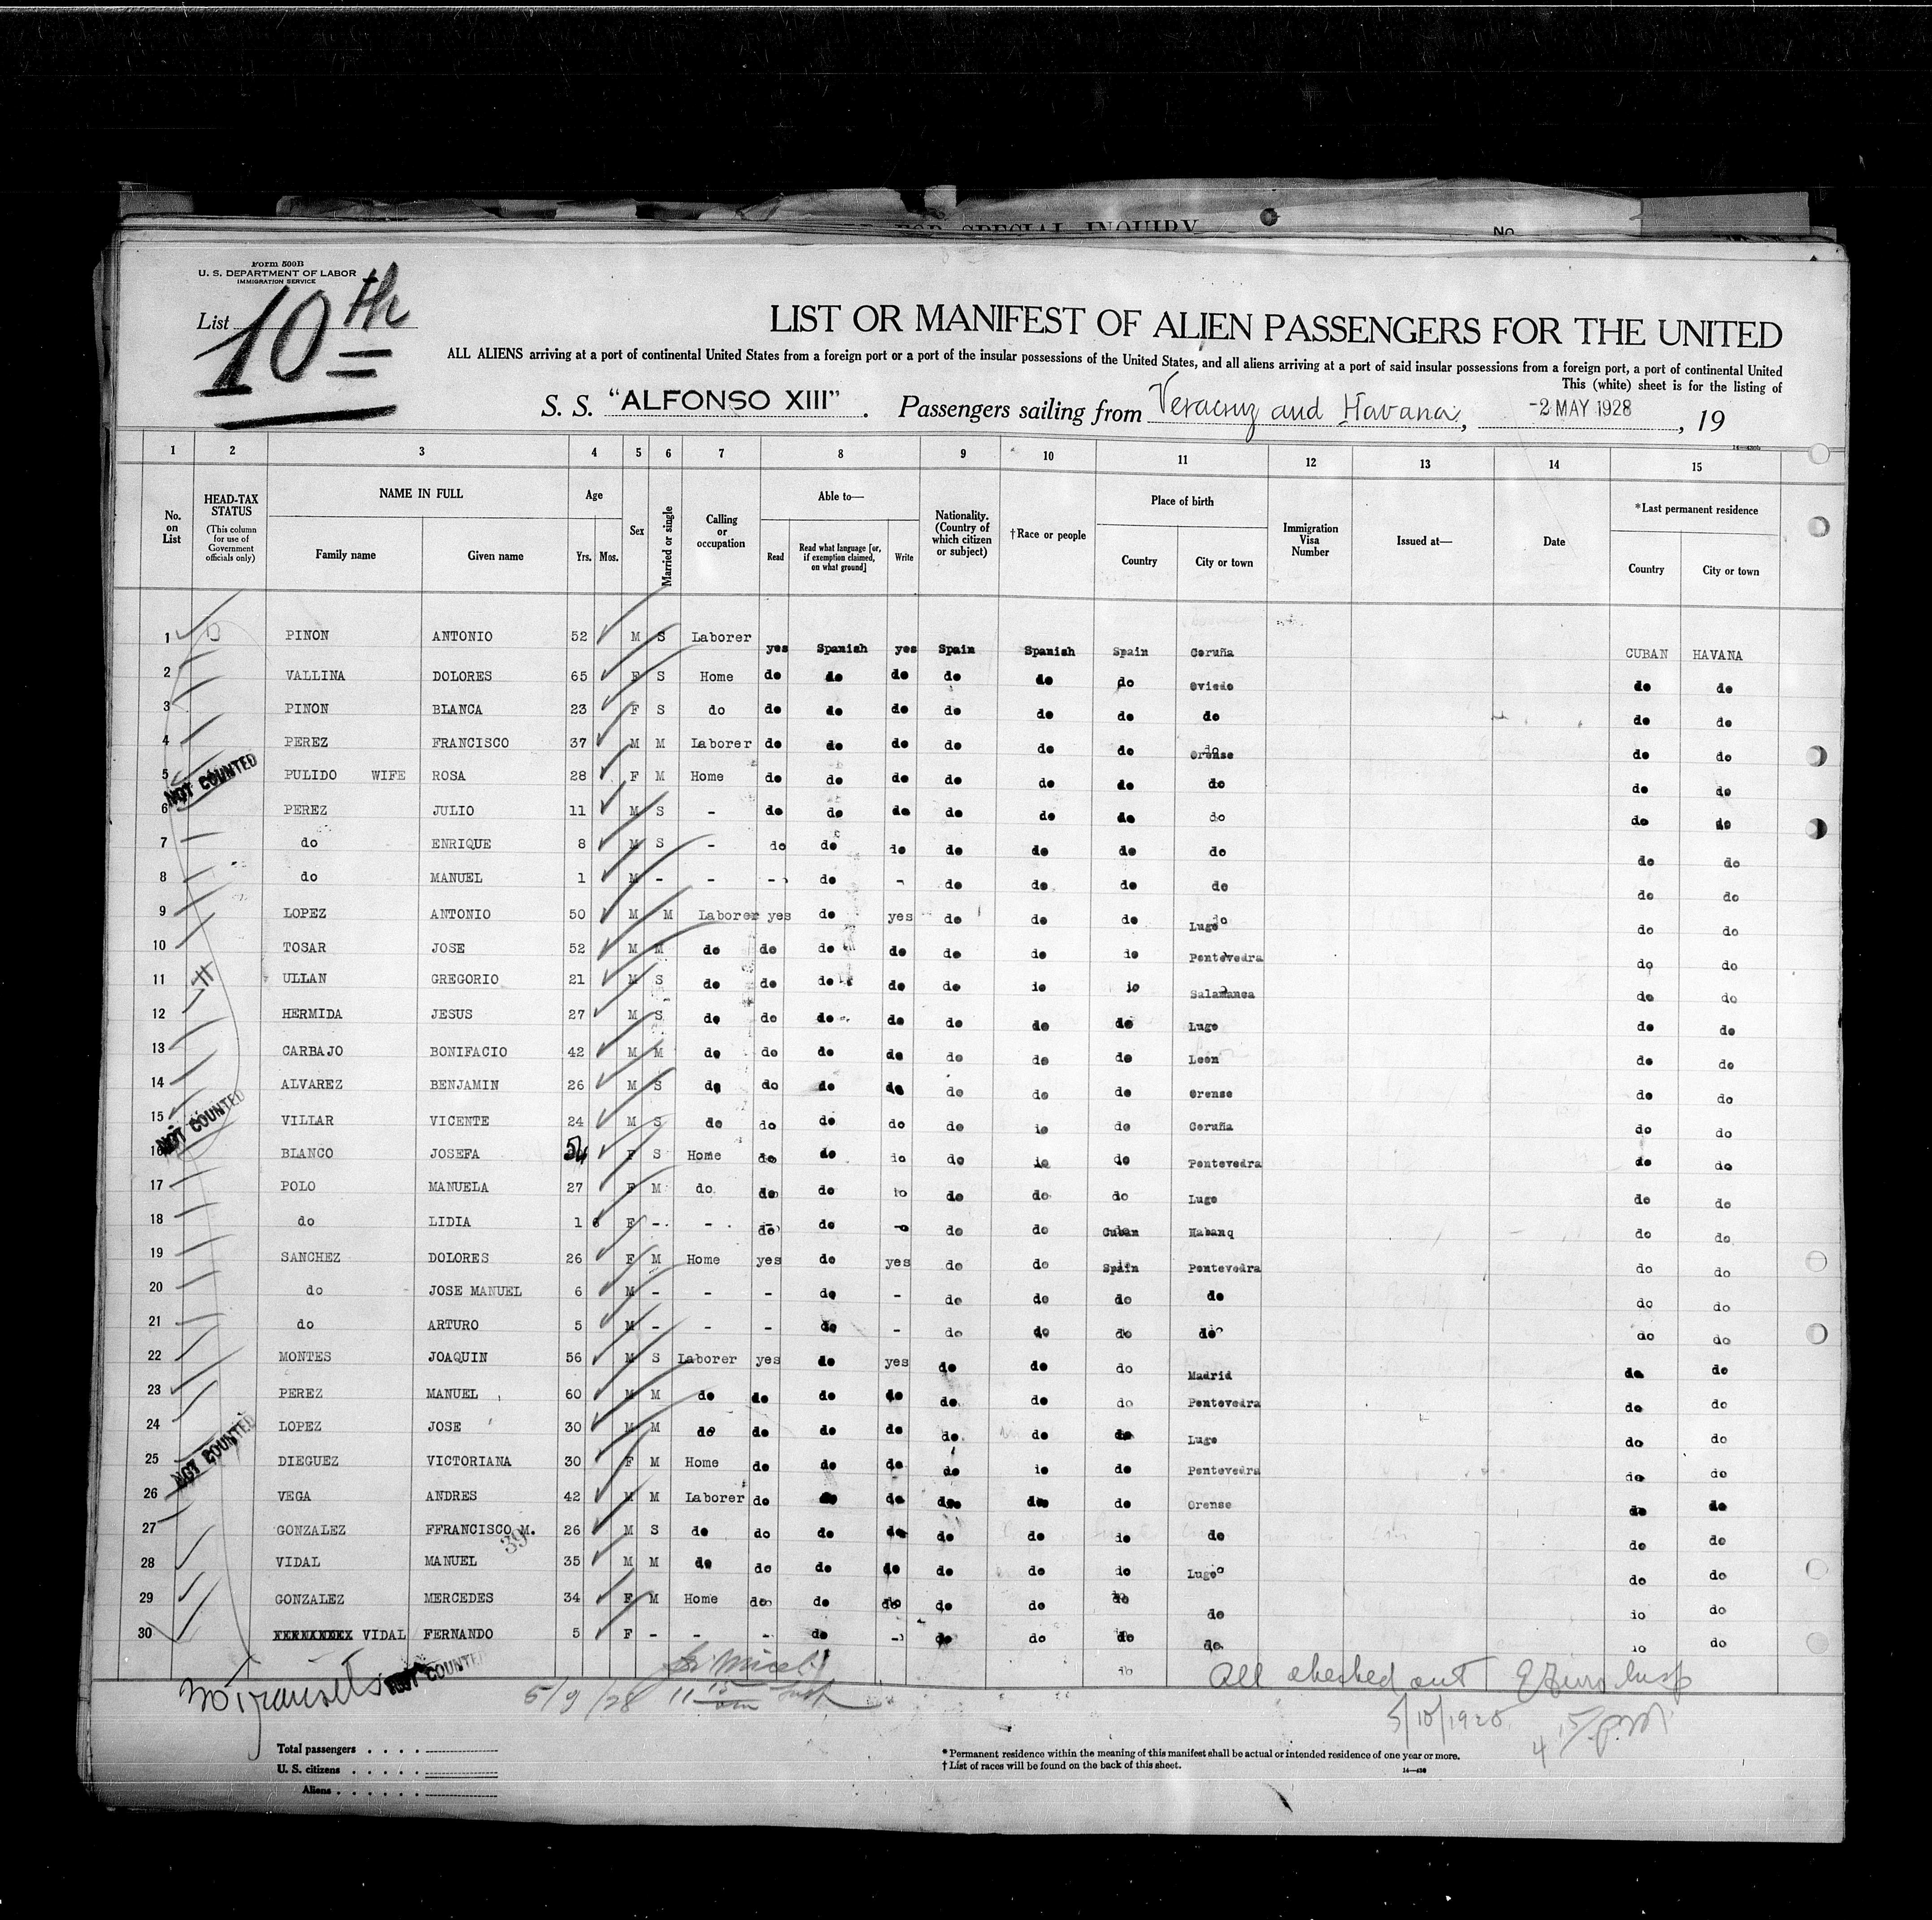 FOR SPECIAL INQUIRY
No
Form 500B
U. S. DEPARTMENT OF LABOR
IMMIGRATION SERVICE
List 10th
LIST OR MANIFEST OF ALIEN PASSENGERS FOR THE UNITED
ALL ALIENS arriving at a port of continental United States from a foreign port or a port of the insular possessions of the United States, and all aliens arriving at a port of said insular possessions from a foreign port, a port of continental United
This (white) sheet is for the listing of
S. S. "ALFONSO XIII". Passengers sailing from Veracruz and Havana, -2 MAY 1928, 19
1 2 3 4 5 6 7 8 9 10 11 12 13 14 15
No. on List
HEAD-TAX STATUS (This column for use of Government officials only)
NAME IN FULL
Family name Given name
Age
Yrs. Mos.
Sex
Married or single
Calling or occupation
Able to—
Read Read what language [or, if exemption claimed, on what ground] Write
Nationality. (Country of which citizen or subject)
†Race or people
Place of birth
Country City or town
Immigration Visa Number
Issued at—
Date
*Last permanent residence
Country City or town
1 PINON ANTONIO 52 M S Laborer yes Spanish yes Spain Spanish Spain Coruña CUBAN HAVANA
2 VALLINA DOLORES 65 F S Home do do do do do do Oviedo do do
3 PINON BLANCA 23 F S do do do do do do do do do do
4 PEREZ FRANCISCO 37 M M Laborer do do do do do do Orense do do
5 PULIDO WIFE ROSA 28 F M Home do do do do do do do do do
NOT COUNTED
6 PEREZ JULIO 11 M S - do do do do do do do do do
7 do ENRIQUE 8 M S - do do do do do do do do do
8 do MANUEL 1 M - - - do - do do do do do do
9 LOPEZ ANTONIO 50 M M Laborer yes do yes do do do Lugo do do
10 TOSAR JOSE 52 M M do do do do do do do Pontevedra do do
11 ULLAN GREGORIO 21 M S do do do do do do do Salamanca do do
12 HERMIDA JESUS 27 M S do do do do do do do Lugo do do
13 CARBAJO BONIFACIO 42 M M do do do do do do do Leon do do
14 ALVAREZ BENJAMIN 26 M S do do do do do do do Orense do do
15 VILLAR VICENTE 24 M S do do do do do do do Coruña do do
NOT COUNTED
16 BLANCO JOSEFA F S Home do do do do do do Pontevedra do do
17 POLO MANUELA 27 F M do do do do do do do Lugo do do
18 do LIDIA 1 6 F - - do do - do do Cuban Habana do do
19 SANCHEZ DOLORES 26 F M Home yes do yes do do Spain Pontevedra do do
20 do JOSE MANUEL 6 M - - - do - do do do do do do
21 do ARTURO 5 M - - - do - do do do do do do
22 MONTES JOAQUIN 56 M S Laborer yes do yes do do do Madrid do do
23 PEREZ MANUEL 60 M M do do do do do do do Pontevedra do do
24 LOPEZ JOSE 30 M M do do do do do do do Lugo do do
NOT COUNTED
25 DIEGUEZ VICTORIANA 30 F M Home do do do do do do Pontevedra do do
26 VEGA ANDRES 42 M M Laborer do do do do do do Orense do do
27 GONZALEZ FFRANCISCO M. 26 M S do do do do do do do do do do
39
28 VIDAL MANUEL 35 M M do do do do do do do Lugo do do
29 GONZALEZ MERCEDES 34 F M Home do do do do do do do do do
30 VIDAL FERNANDO 5 F - - - do - do do do do do do
NOT COUNTED
5/9/28
All checked out
5/10/1928
4 15 P.M.
Total passengers . . . .
U. S. citizens . . . . .
Aliens . . . . . .
* Permanent residence within the meaning of this manifest shall be actual or intended residence of one year or more.
† List of races will be found on the back of this sheet.